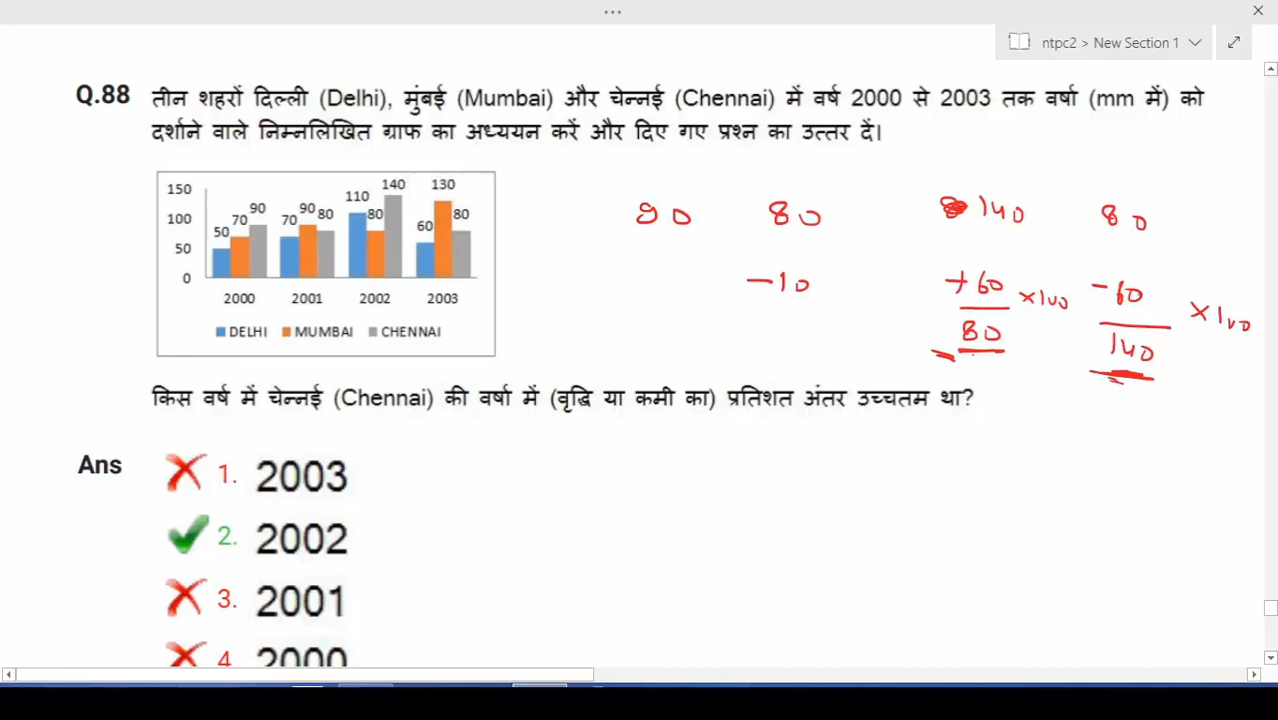 ntpc2 > New Section 1
Q.88 तीन शहरों दिल्ली (Delhi), मुंबई (Mumbai) और चेन्नई (Chennai) में वर्ष 2000 से 2003 तक वर्षा (mm में) को
दर्शाने वाले निम्नलिखित ग्राफ का अध्ययन करें और दिए गए प्रश्न का उत्तर दें।
150
100
50
0
50 70 90
70 90 80
110 80 140
60 130 80
2000 2001 2002 2003
DELHI MUMBAI CHENNAI
90 80 140 80
-10 +60 ×100 -60 ×100
80 140
किस वर्ष में चेन्नई (Chennai) की वर्षा में (वृद्धि या कमी का) प्रतिशत अंतर उच्चतम था?
Ans 1. 2003
2. 2002
3. 2001
4. 2000